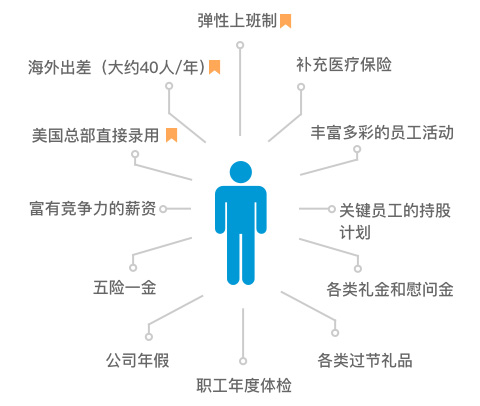 弹性上班制
海外出差（大约40人/年）
补充医疗保险
美国总部直接录用
丰富多彩的员工活动
富有竞争力的薪资
关键员工的持股
计划
五险一金
各类礼金和慰问金
公司年假
各类过节礼品
职工年度体检